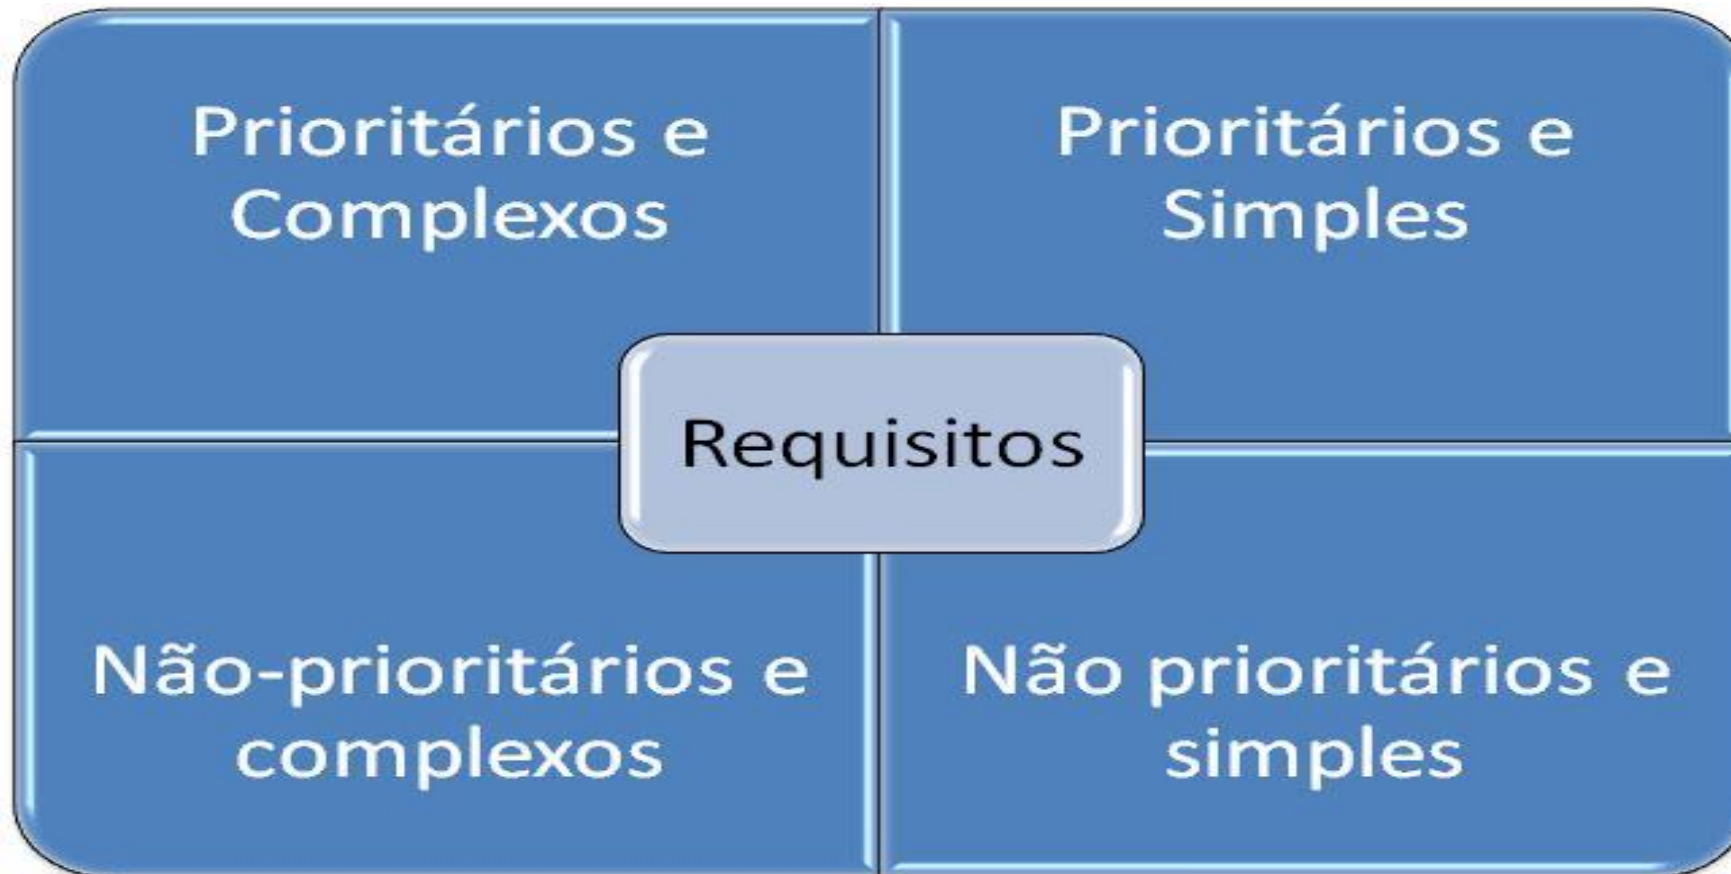 Prioritários e
Complexos
Prioritários e
Simples
Requisitos
Não-prioritários e
complexos
Não prioritários e
simples